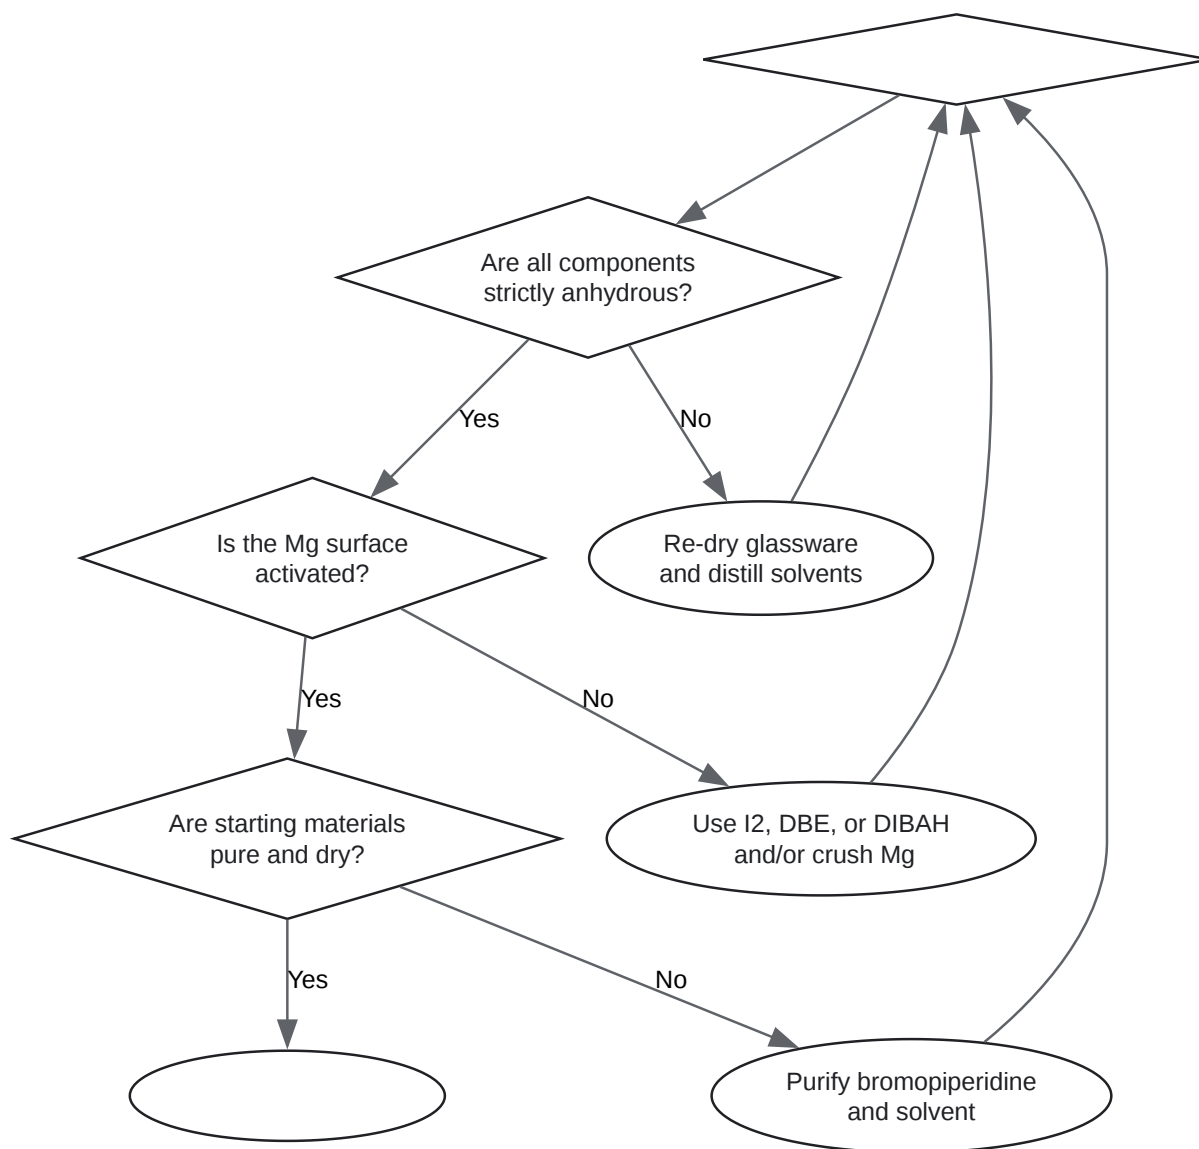 Are all components
strictly anhydrous?
Yes
No
Is the Mg surface
activated?
Re-dry glassware
and distill solvents
Yes
No
Are starting materials
pure and dry?
Use I2, DBE, or DIBAH
and/or crush Mg
Yes
No
Purify bromopiperidine
and solvent